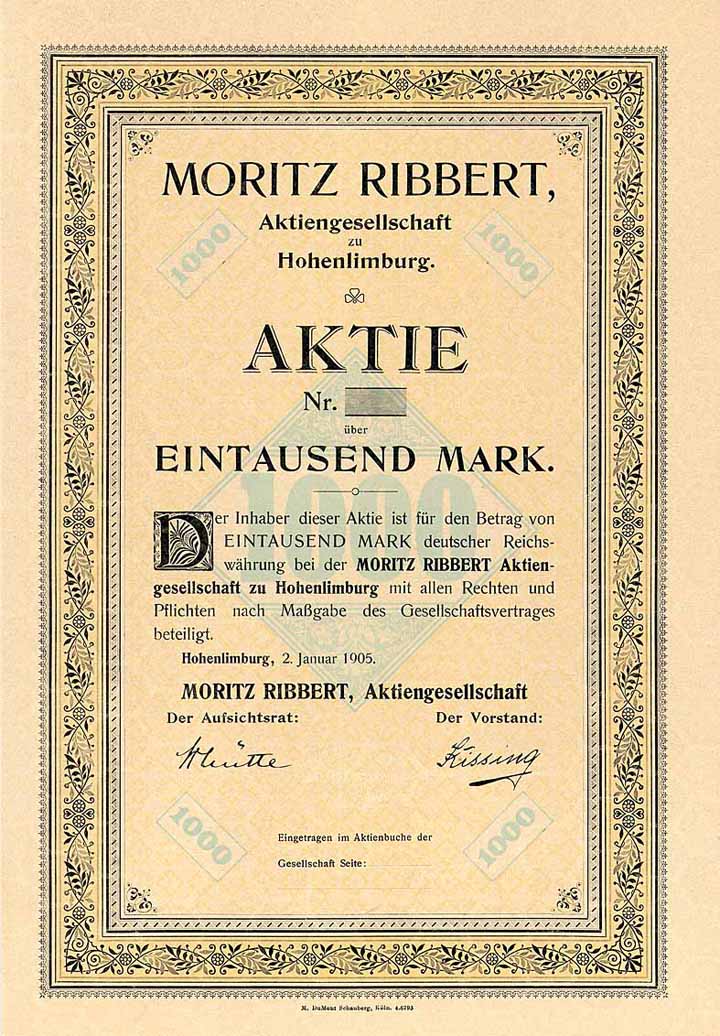 MORITZ RIBBERT,
Aktiengesellschaft
zu
Hohenlimburg.
1000
1000
AKTIE
Nr.
über
EINTAUSEND MARK.
1000
Der Inhaber dieser Aktie ist für den Betrag von
EINTAUSEND MARK deutscher Reichs-
währung bei der MORITZ RIBBERT Aktien-
gesellschaft zu Hohenlimburg mit allen Rechten und
Pflichten nach Maßgabe des Gesellschaftsvertrages
beteiligt.
Hohenlimburg, 2. Januar 1905.
MORITZ RIBBERT, Aktiengesellschaft
Der Aufsichtsrat: Der Vorstand:
Kissing
1000
1000
Eingetragen im Aktienbuche der
Gesellschaft Seite:
M. DuMont Schauberg, Köln.